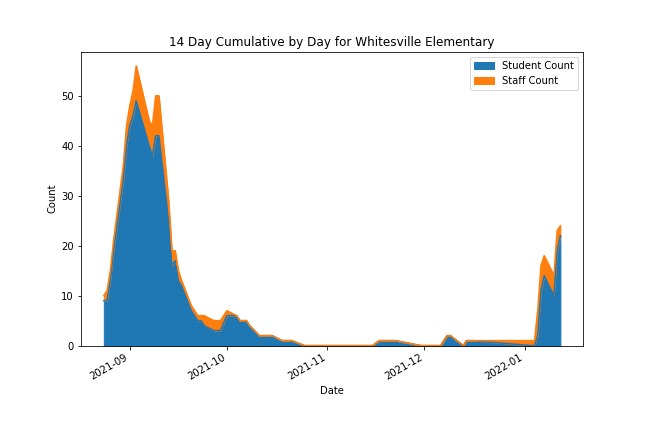 14 Day Cumulative by Day for Whitesville Elementary
Student Count
Staff Count
50
40
30
20
10
0
Count
2021-09
2021-10
2021-11
2021-12
2022-01
Date